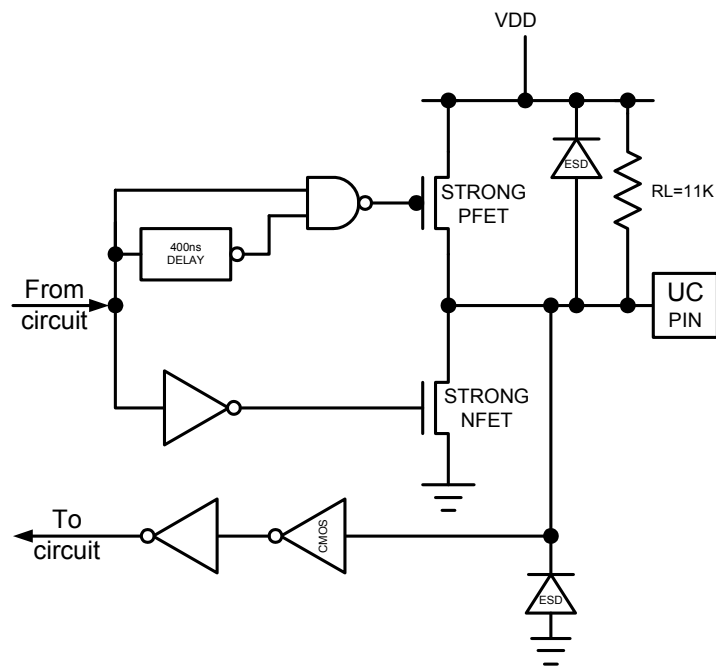 VDD
ESD
RL=11K
STRONG
PFET
400ns
DELAY
From
circuit
UC
PIN
STRONG
NFET
To
circuit
CMOS
ESD